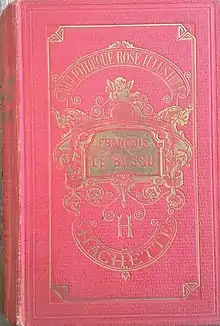 BIBLIOTHÈQUE ROSE ILLUSTRÉE
FRANÇOIS
LE BOSSU
H
HACHETTE